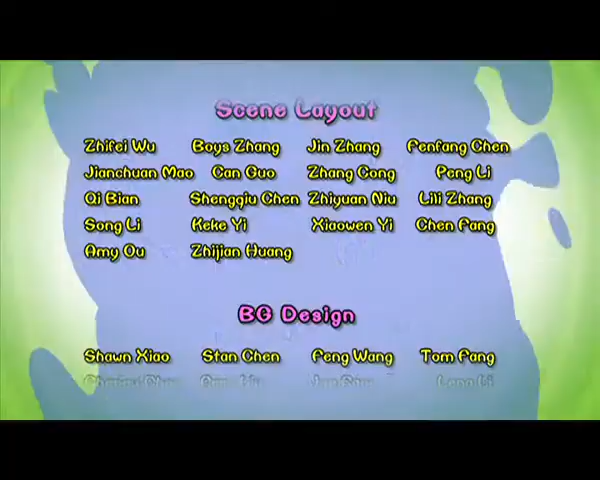 Scene Layout
Zhifei Wu Boys Zhang Jin Zhang Fenfang Chen
Jianchuan Mao Can Guo Zhang Cong Peng Li
Qi Bian Shengqiu Chen Zhiyuan Niu Lili Zhang
Song Li Keke Yi Xiaowen Yi Chen Fang
Amy Ou Zhijian Huang
BG Design
Shawn Xiao Stan Chen Feng Wang Tom Fang